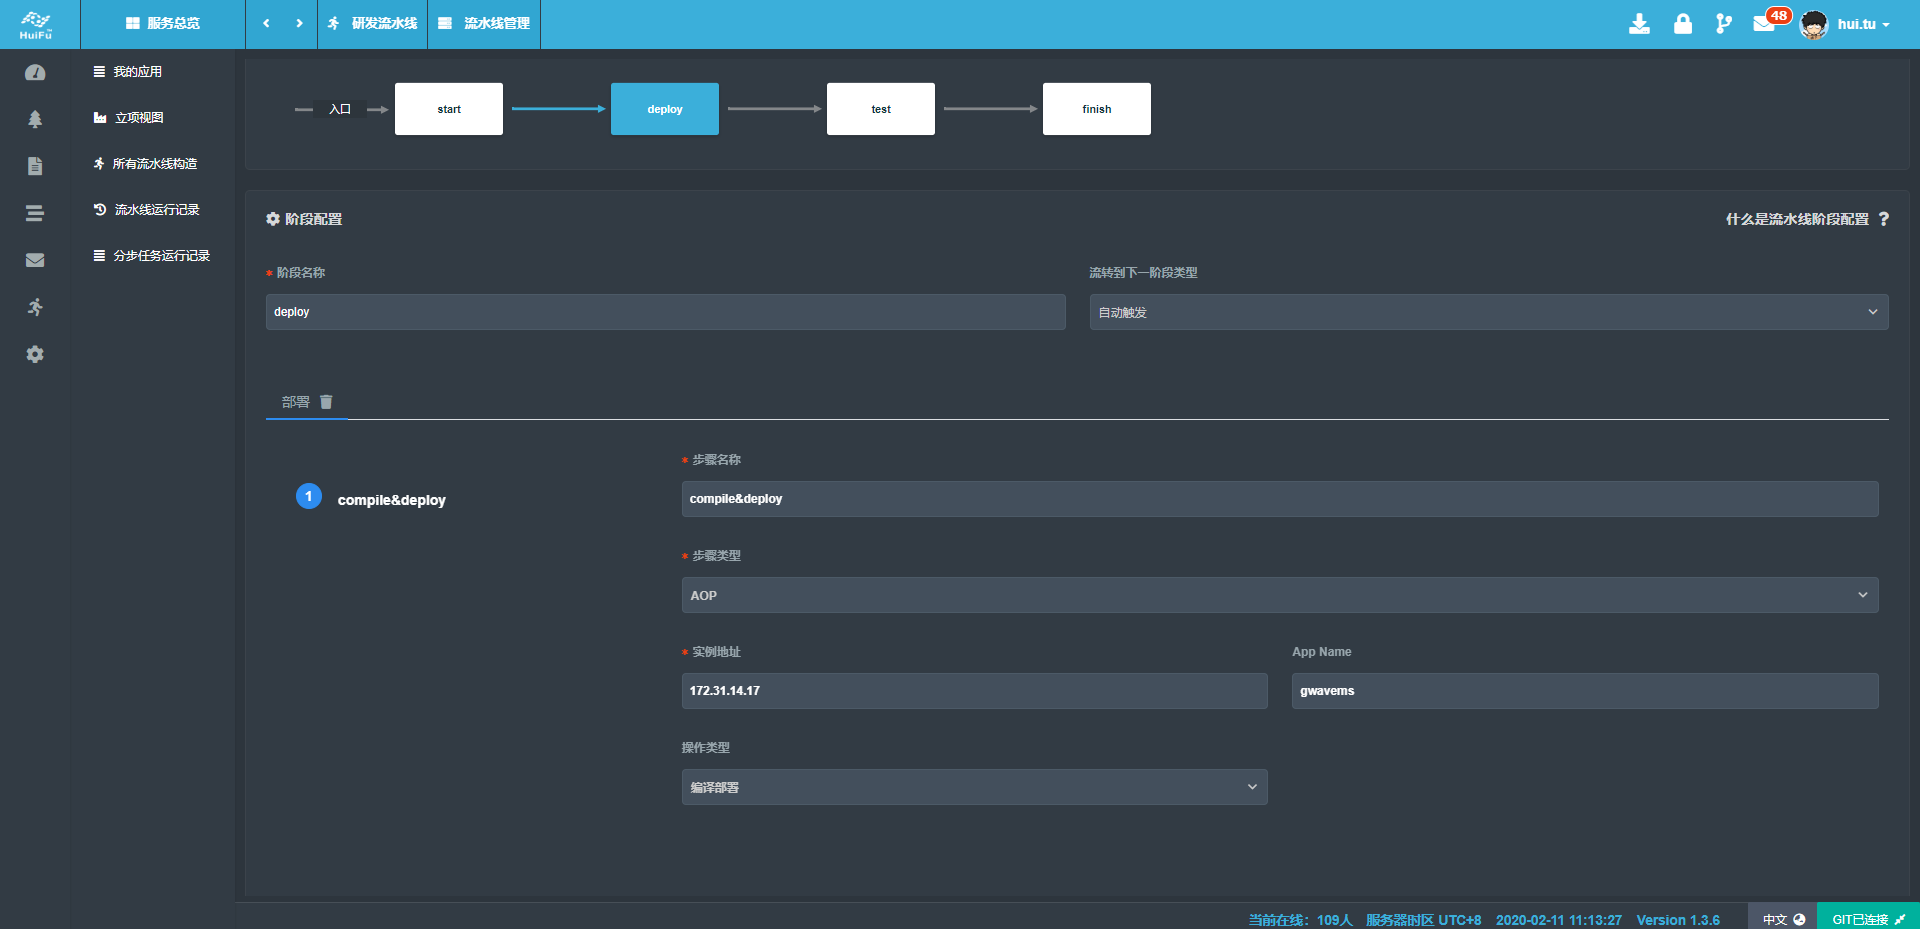 HuiFu
服务总览
研发流水线
流水线管理
48
hui.tu
我的应用
立项视图
所有流水线构造
流水线运行记录
分步任务运行记录
入口
start
deploy
test
finish
阶段配置
什么是流水线阶段配置 ?
* 阶段名称
流转到下一阶段类型
deploy
自动触发
部署
1
compile&deploy
* 步骤名称
compile&deploy
* 步骤类型
AOP
* 实例地址
App Name
172.31.14.17
gwavems
操作类型
编译部署
当前在线：109人 服务器时区 UTC+8 2020-02-11 11:13:27 Version 1.3.6
中文
GIT已连接